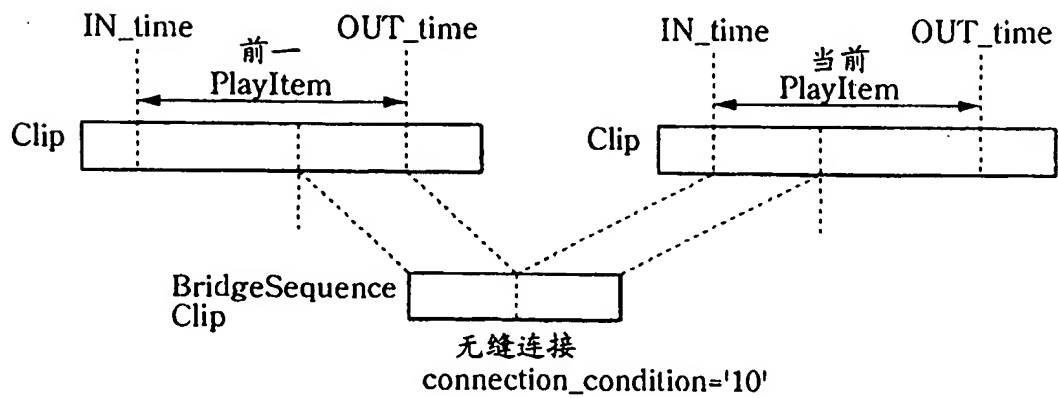 IN_time
前一
PlayItem
OUT_time
Clip
IN_time
当前
PlayItem
OUT_time
Clip
BridgeSequence
Clip
无缝连接
connection_condition='10'